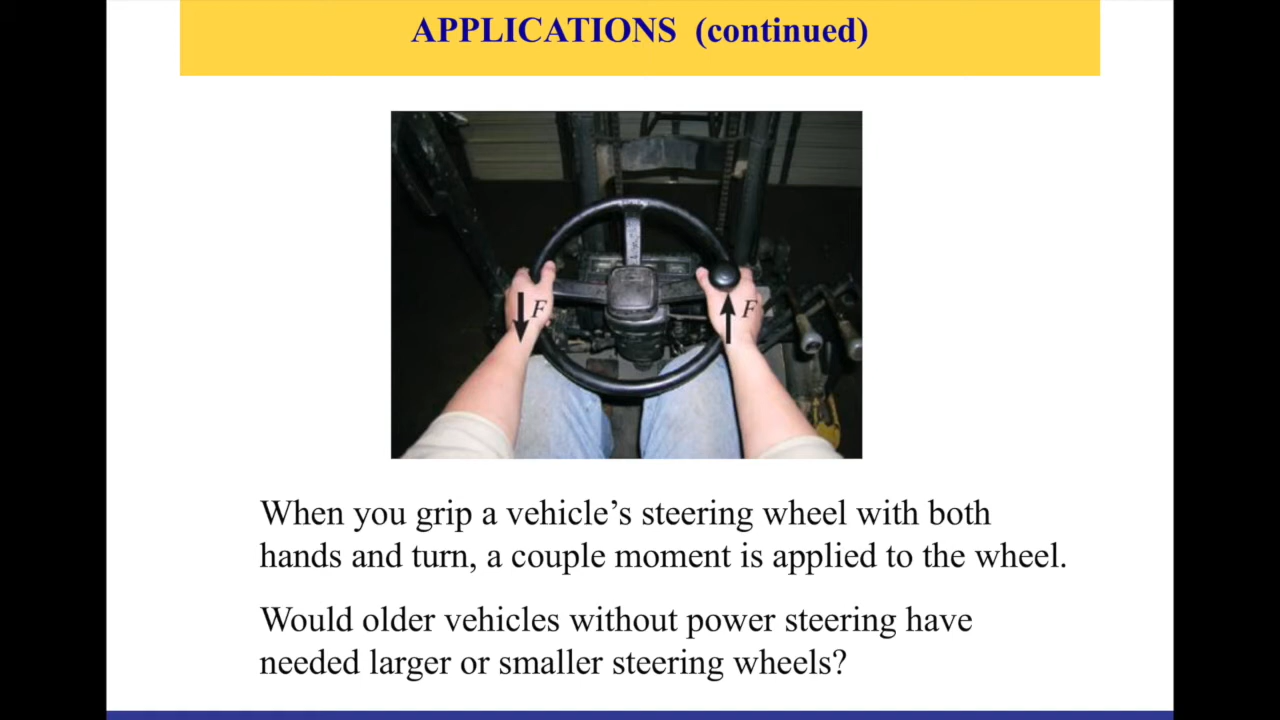 APPLICATIONS (continued)
F
F
When you grip a vehicle’s steering wheel with both
hands and turn, a couple moment is applied to the wheel.
Would older vehicles without power steering have
needed larger or smaller steering wheels?